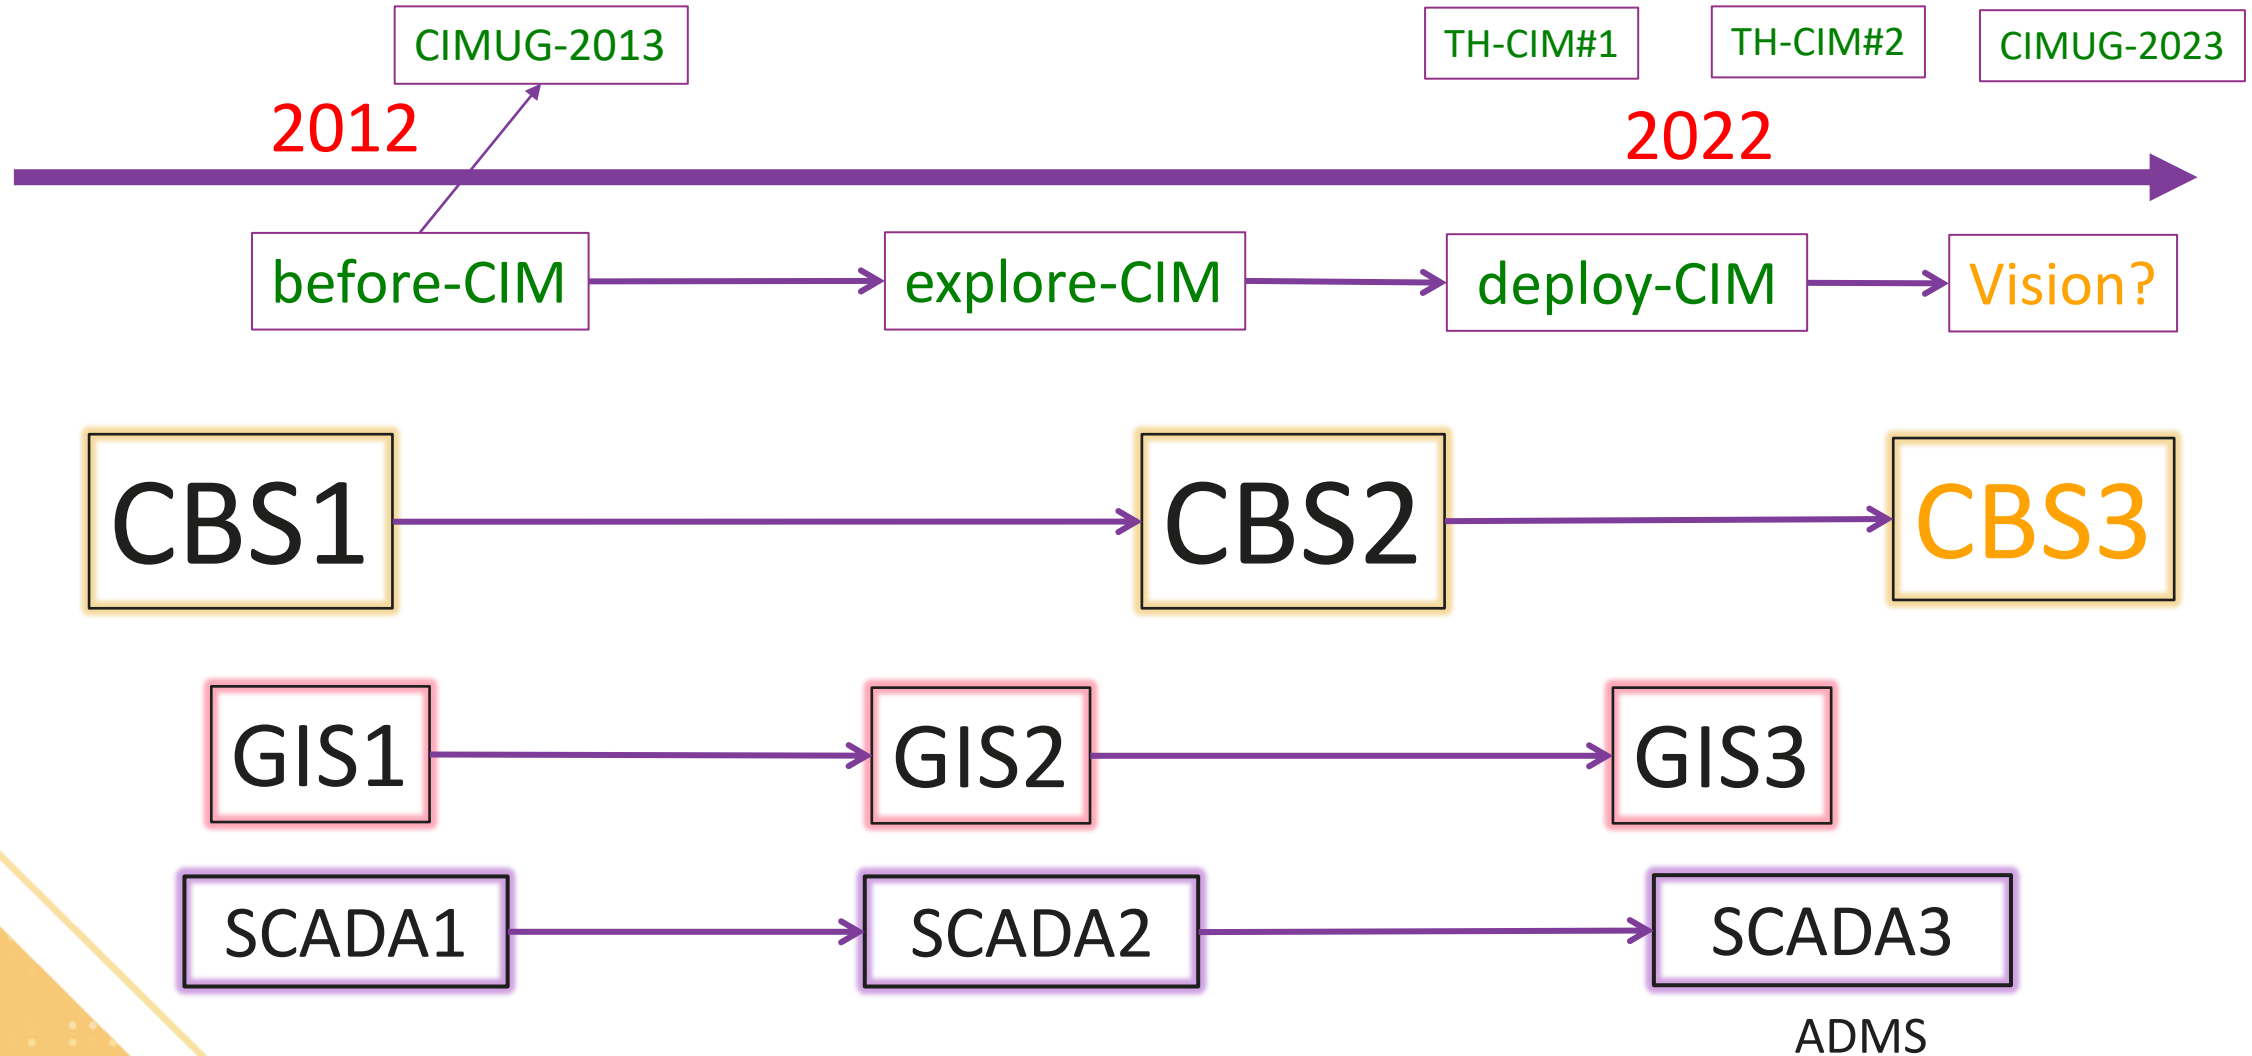 CIMUG-2013
TH-CIM#1
TH-CIM#2
CIMUG-2023
2012
2022
before-CIM
explore-CIM
deploy-CIM
Vision?
CBS1
CBS2
CBS3
GIS1
GIS2
GIS3
SCADA1
SCADA2
SCADA3
ADMS